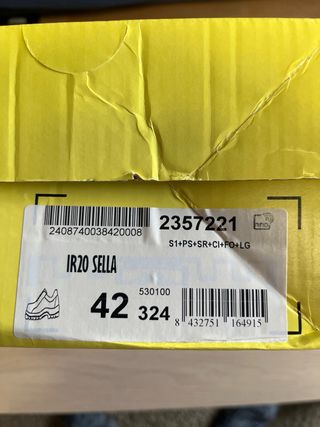 2357221
2408740038420008
S1+PS+SR+CI+FO+LG
IR20 SELLA
530100
42 324
8 432751 164915